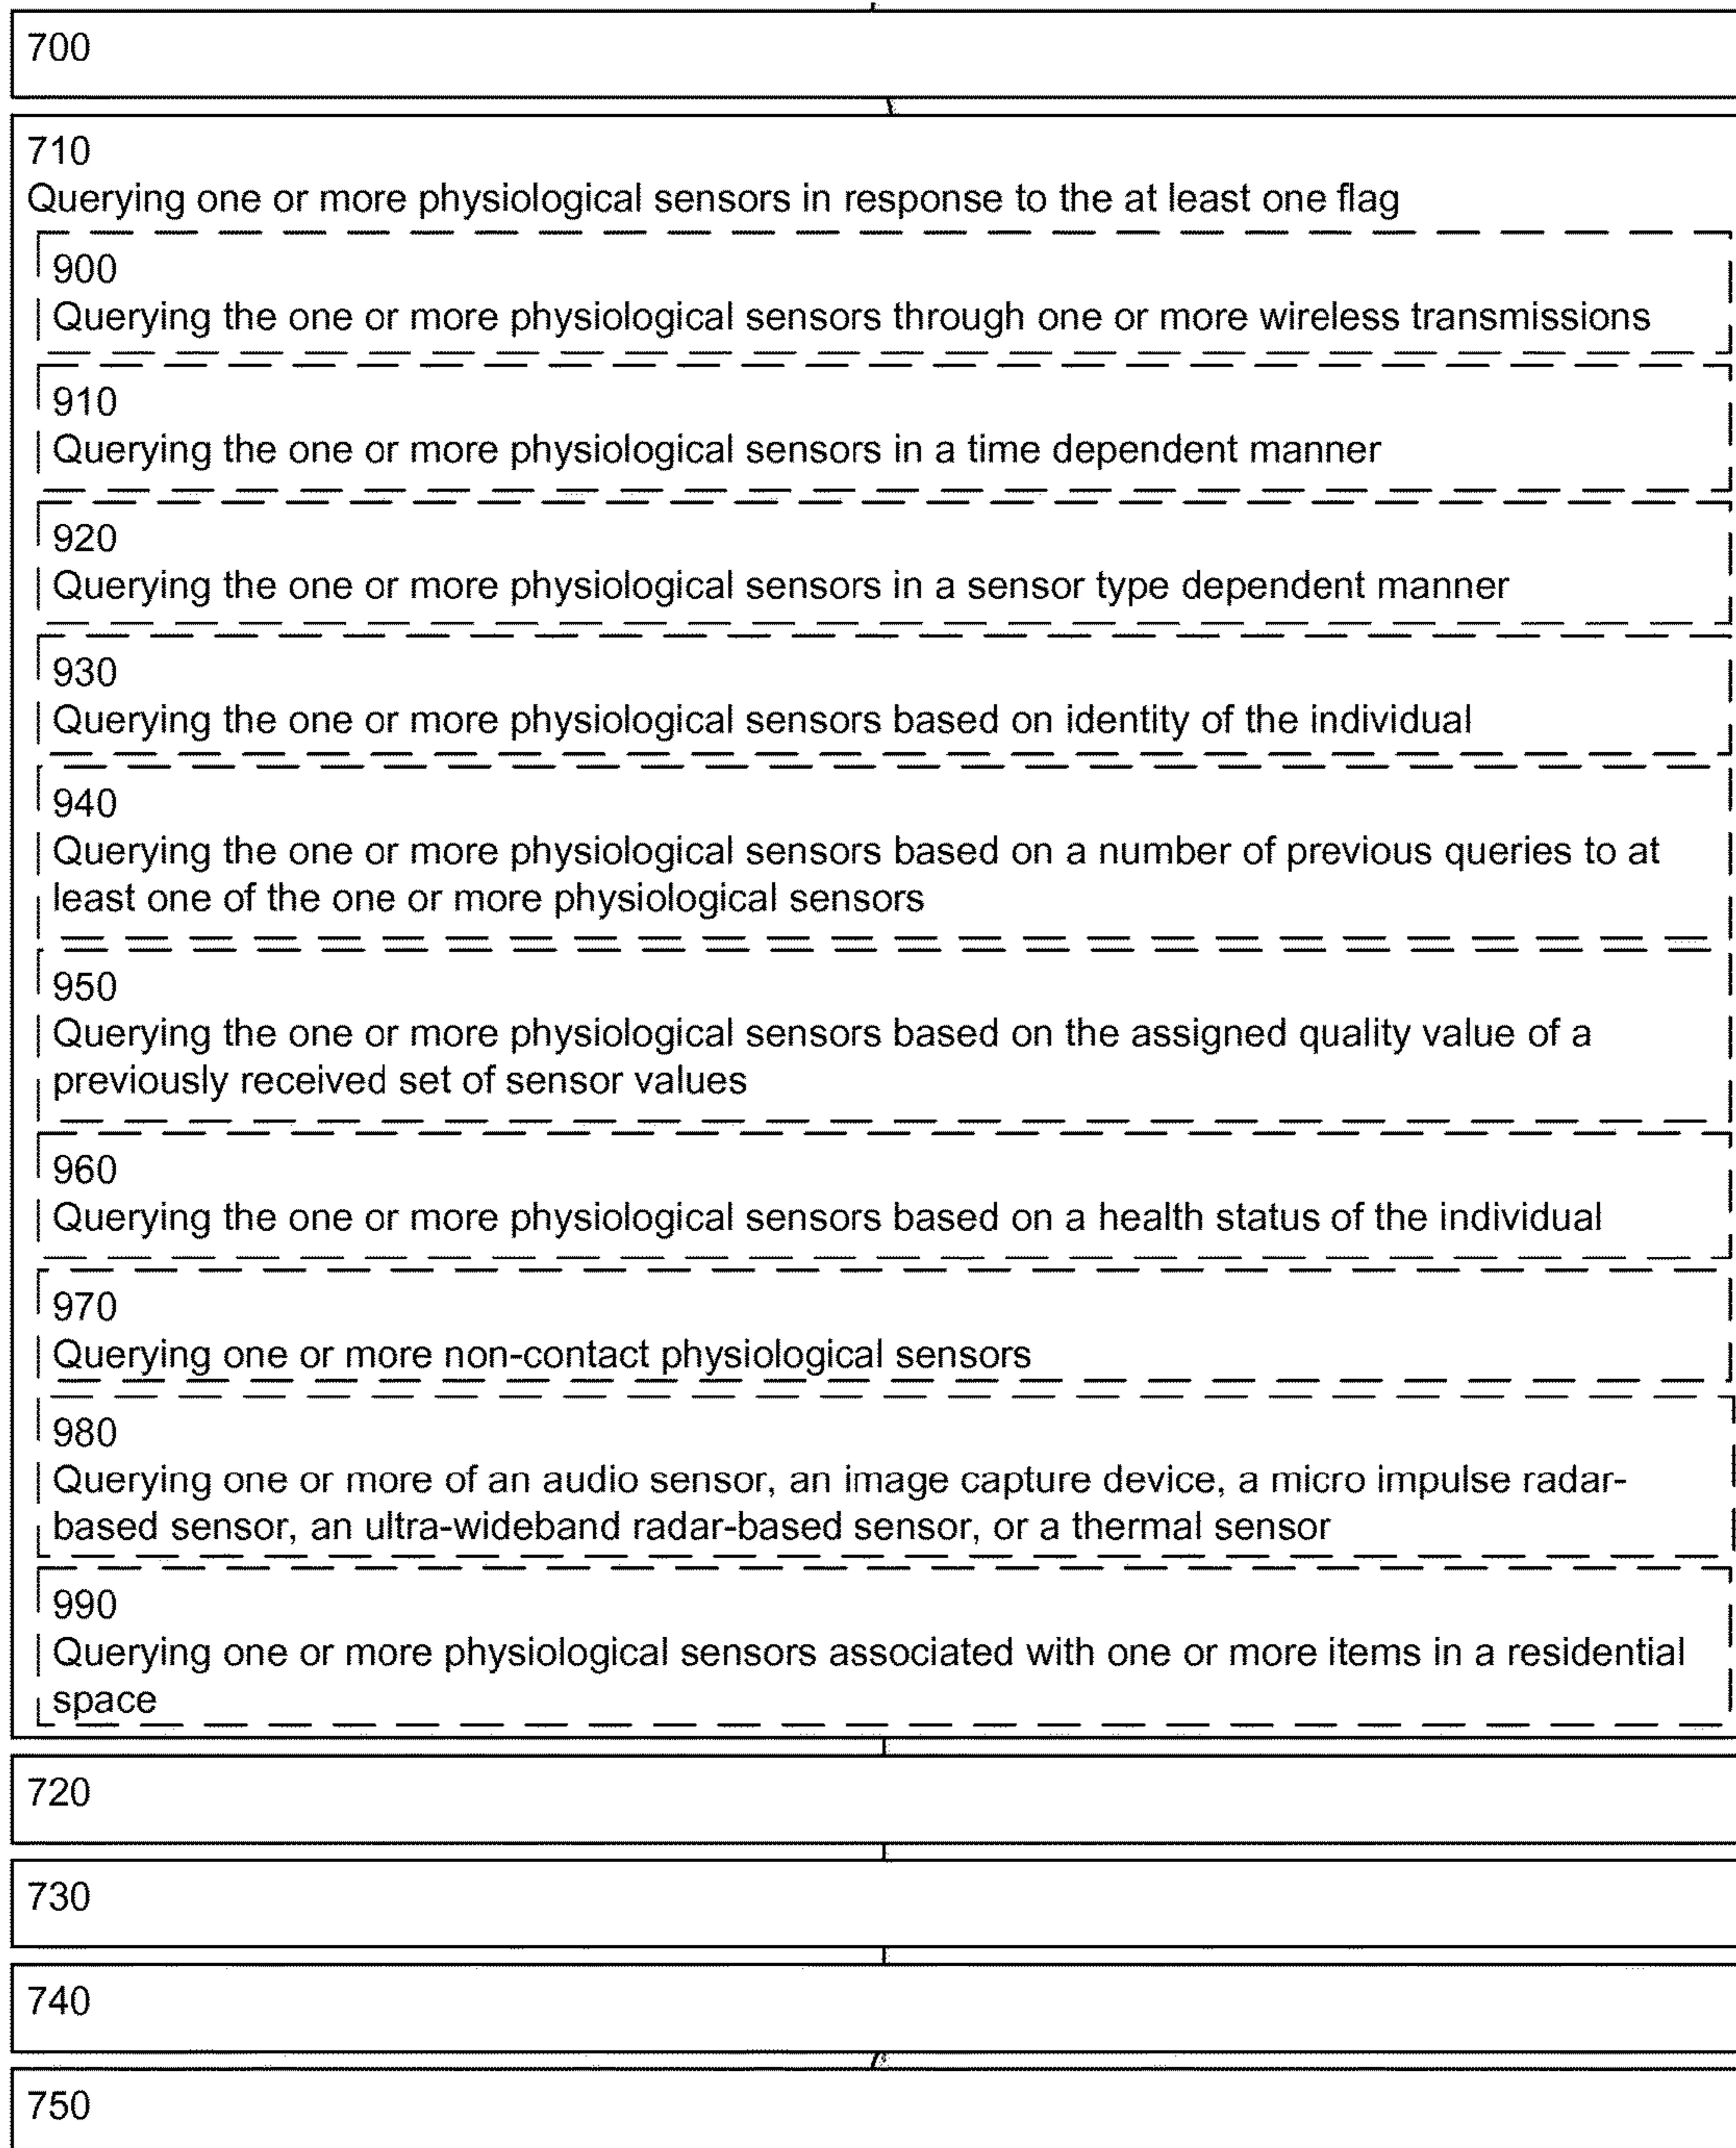 700
710
Querying one or more physiological sensors in response to the at least one flag
900
Querying the one or more physiological sensors through one or more wireless transmissions
910
Querying the one or more physiological sensors in a time dependent manner
920
Querying the one or more physiological sensors in a sensor type dependent manner
930
Querying the one or more physiological sensors based on identity of the individual
940
Querying the one or more physiological sensors based on a number of previous queries to at
least one of the one or more physiological sensors
950
Querying the one or more physiological sensors based on the assigned quality value of a
previously received set of sensor values
960
Querying the one or more physiological sensors based on a health status of the individual
970
Querying one or more non-contact physiological sensors
980
Querying one or more of an audio sensor, an image capture device, a micro impulse radar-
based sensor, an ultra-wideband radar-based sensor, or a thermal sensor
990
Querying one or more physiological sensors associated with one or more items in a residential
space
720
730
740
750